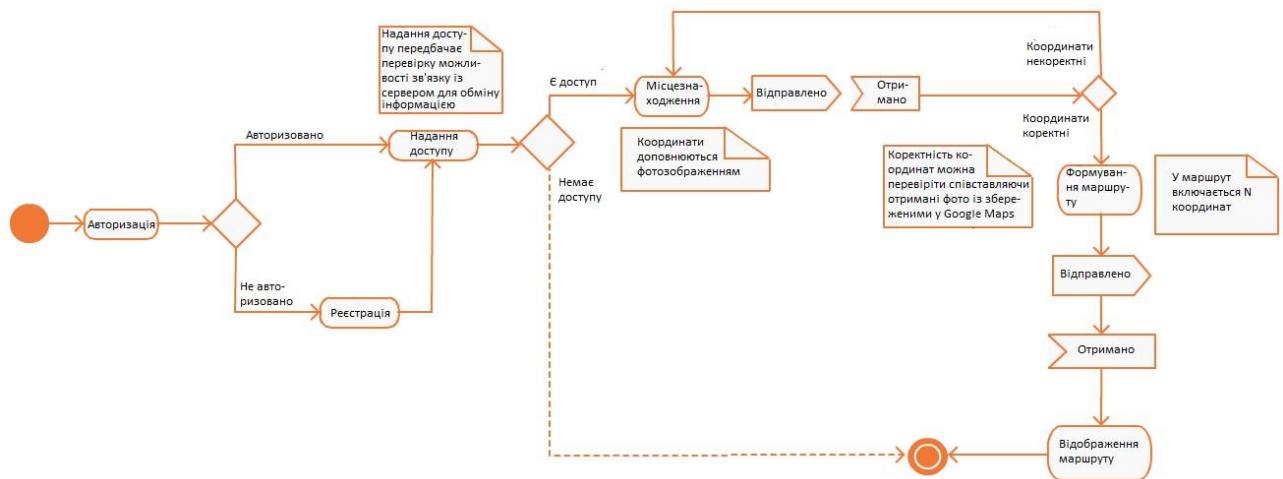 Надання досту-
пу передбачає
перевірку можли-
вості зв'язку із
сервером для обміну
інформацією
Авторизація
Авторизовано
Не авто-
ризовано
Реєстрація
Надання
доступу
Є доступ
Немає
доступу
Місцезна-
ходження
Координати
доповнюються
фотозображенням
Відправлено
Отри-
мано
Координати
некоректні
Координати
коректні
Коректність ко-
ординат можна
перевіріти співставляючи
отримані фото із збере-
женими у Google Maps
Формуван-
ня маршру-
ту
У маршрут
включається N
координат
Відправлено
Отримано
Відображення
маршруту